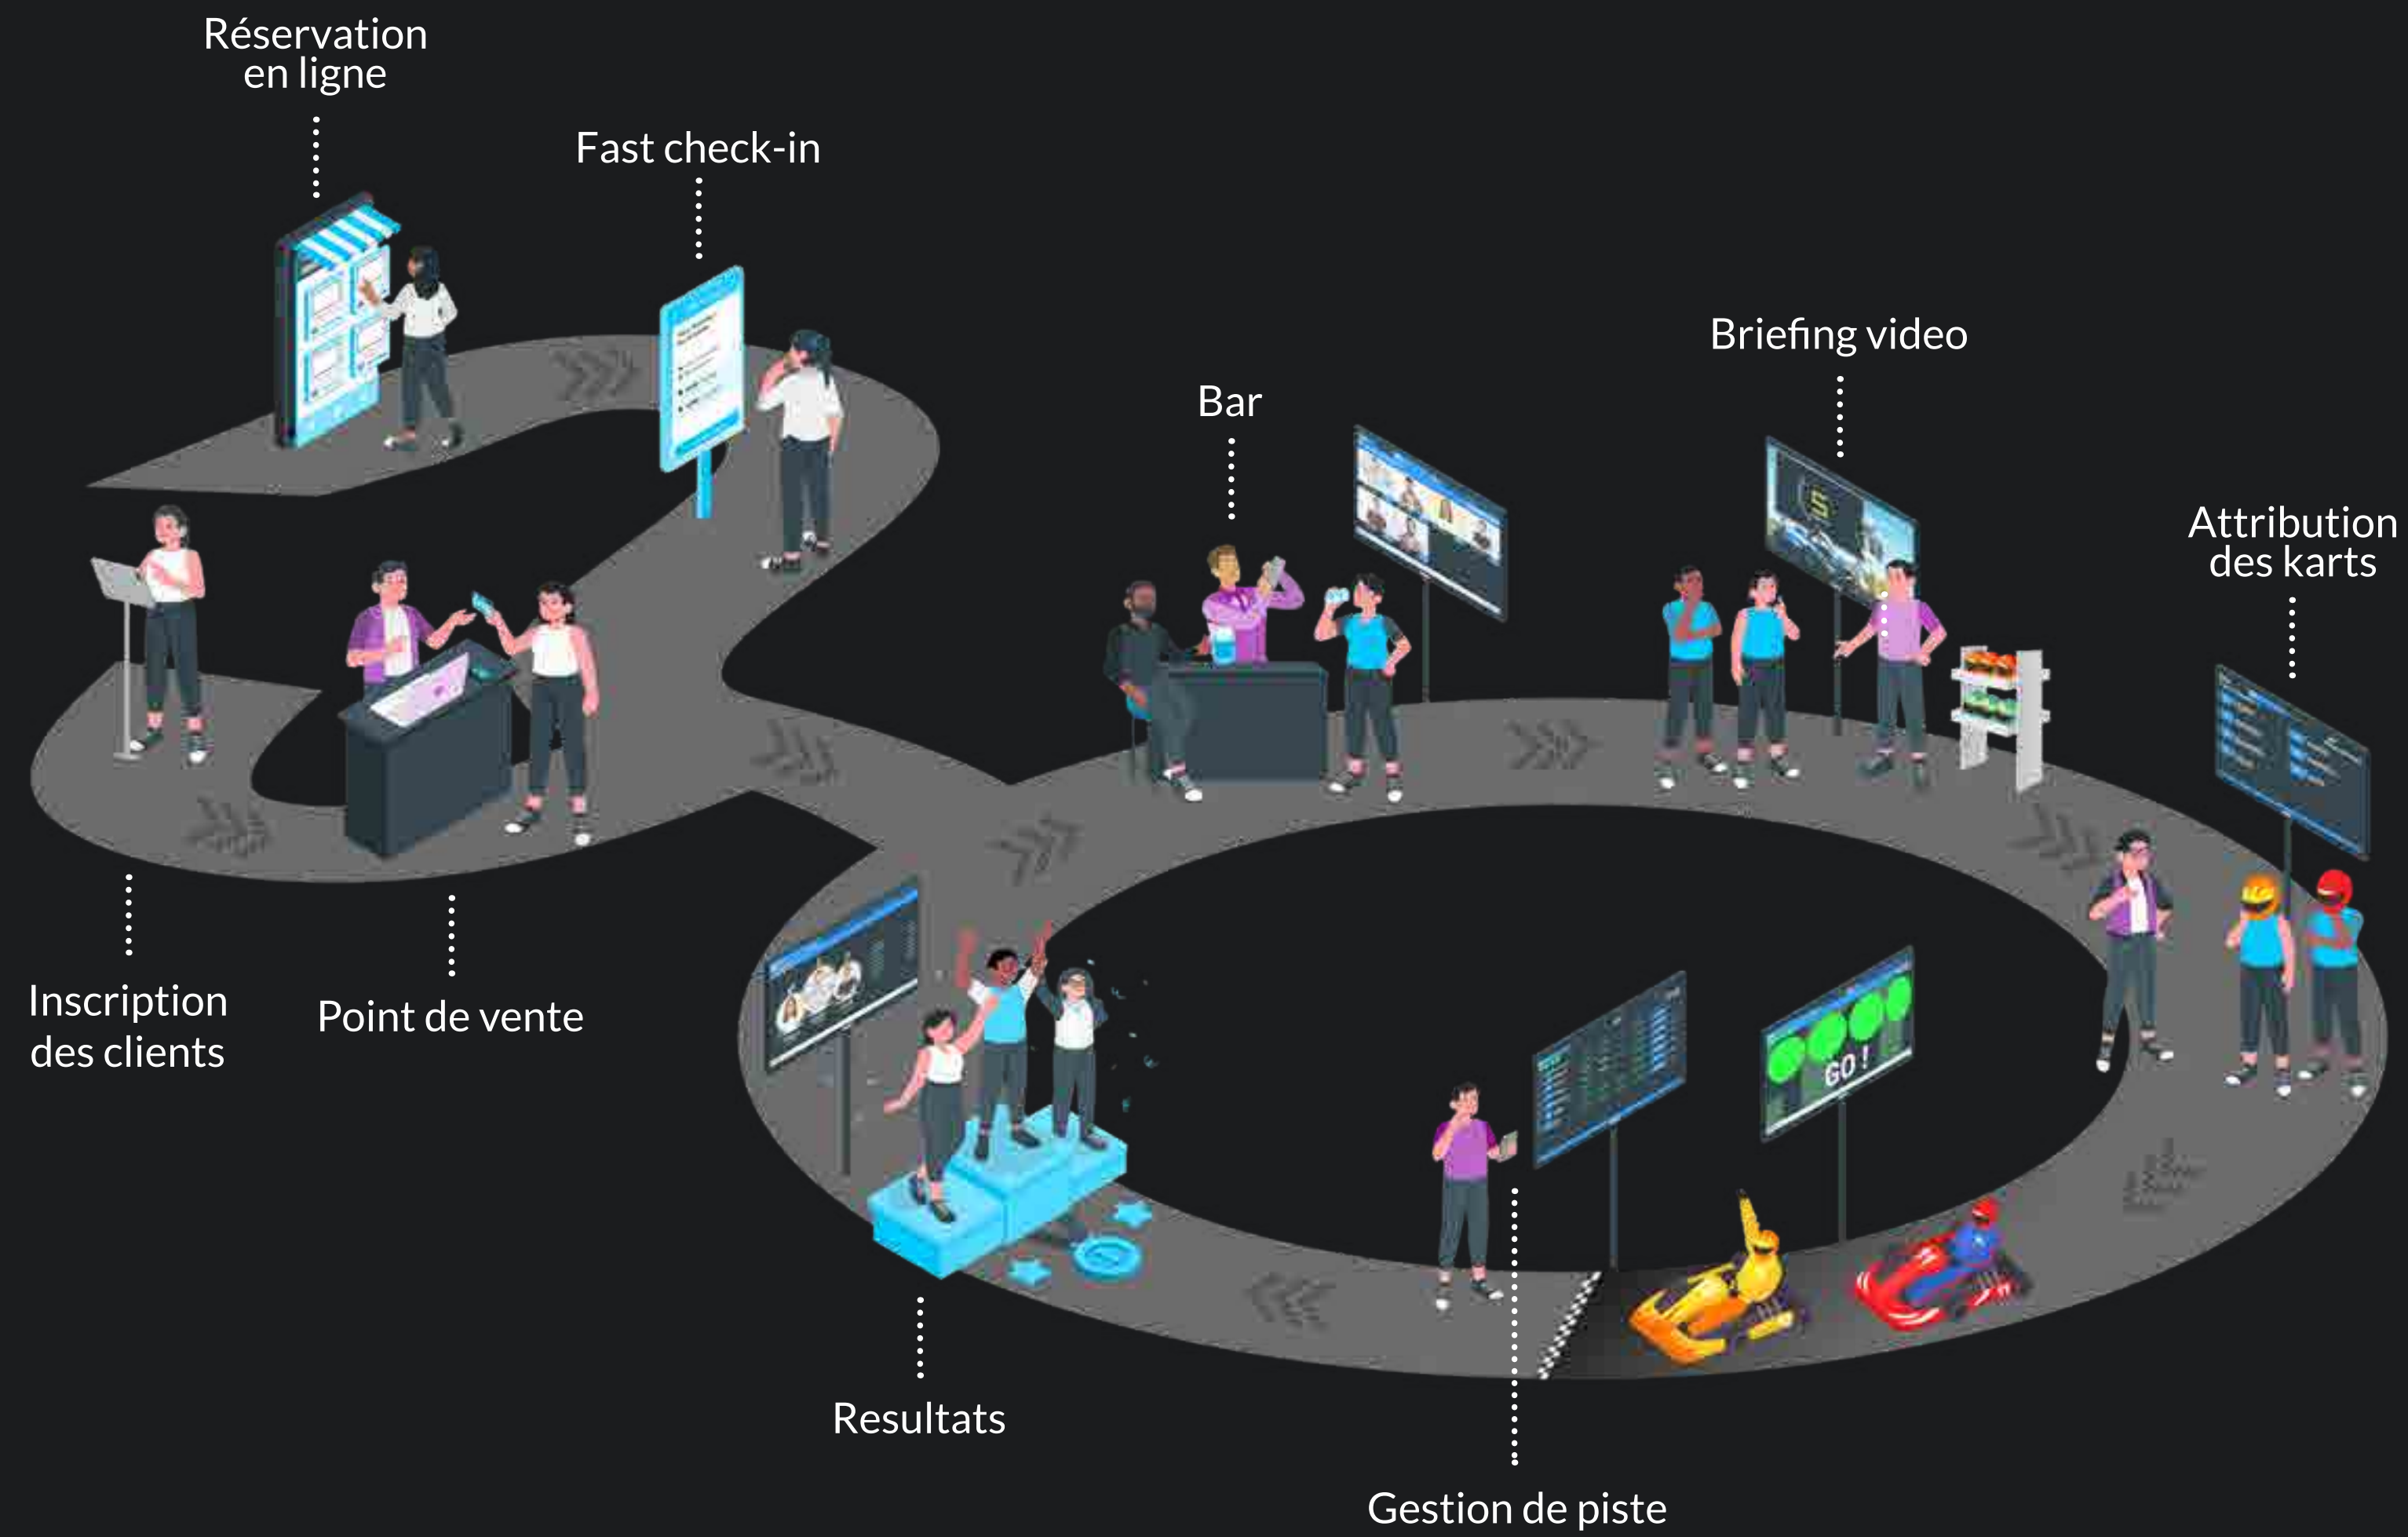 Réservation
en ligne
Fast check-in
Briefing video
Bar
Attribution
des karts
S
Inscription
des clients
Point de vente
GO !
Resultats
Gestion de piste